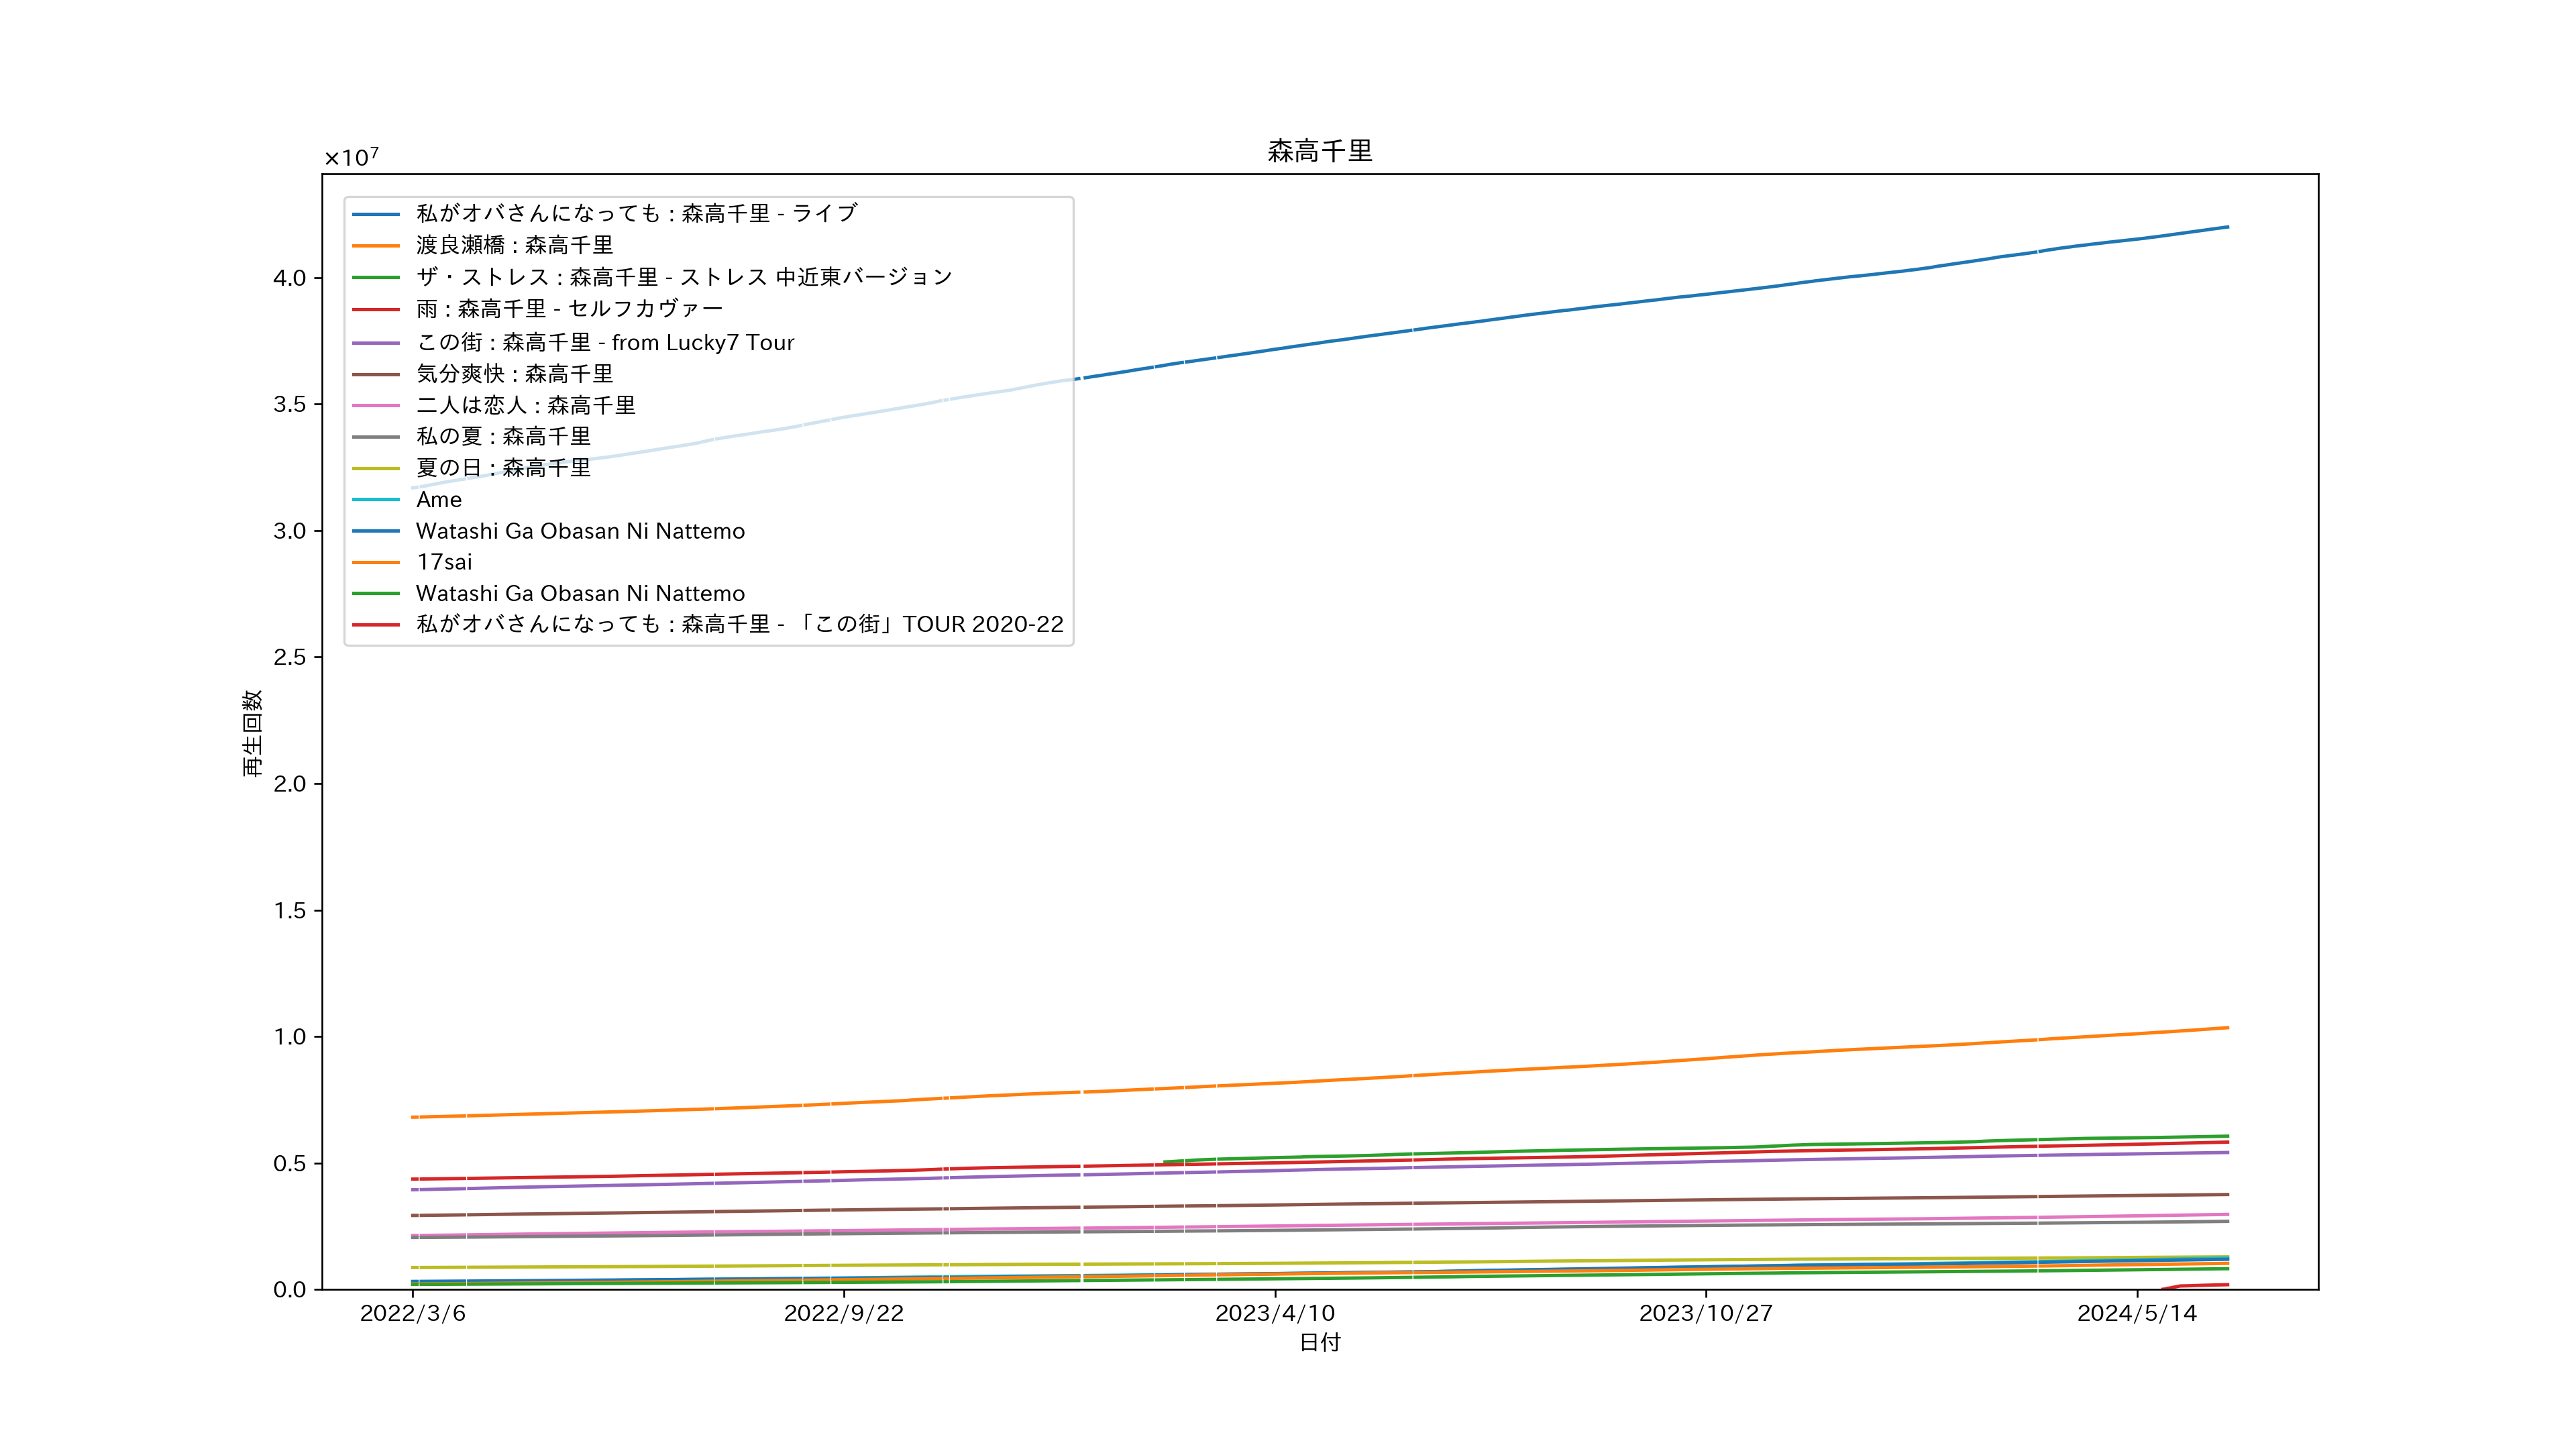 森高千里
×10⁷
私がオバさんになっても : 森高千里 - ライブ
渡良瀬橋 : 森高千里
ザ・ストレス : 森高千里 - ストレス 中近東バージョン
雨 : 森高千里 - セルフカヴァー
この街 : 森高千里 - from Lucky7 Tour
気分爽快 : 森高千里
二人は恋人 : 森高千里
私の夏 : 森高千里
夏の日 : 森高千里
Ame
Watashi Ga Obasan Ni Nattemo
17sai
Watashi Ga Obasan Ni Nattemo
私がオバさんになっても : 森高千里 - 「この街」TOUR 2020-22
4.0
3.5
3.0
2.5
2.0
1.5
1.0
0.5
0.0
再生回数
2022/3/6
2022/9/22
2023/4/10
2023/10/27
2024/5/14
日付